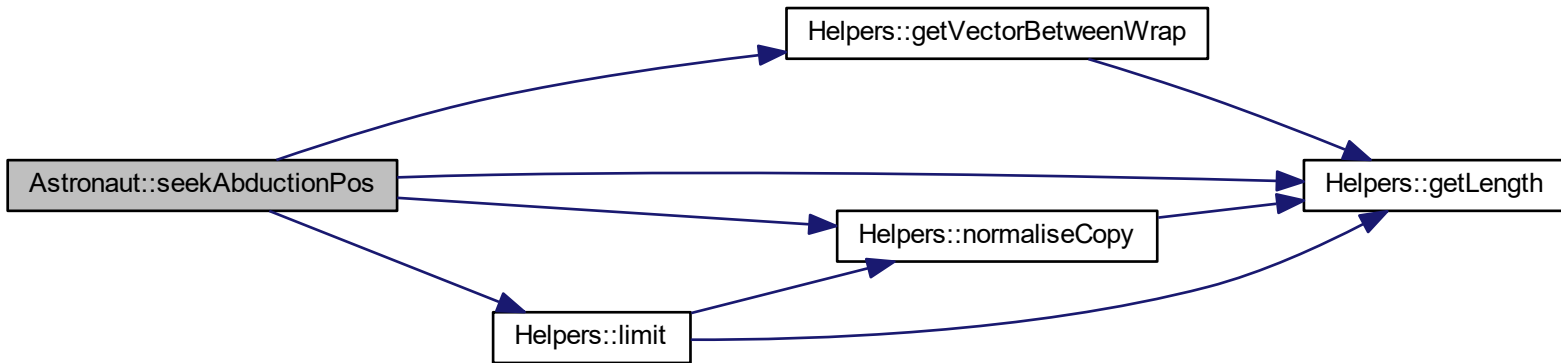 Helpers::getVectorBetweenWrap
Astronaut::seekAbductionPos
Helpers::getLength
Helpers::normaliseCopy
Helpers::limit